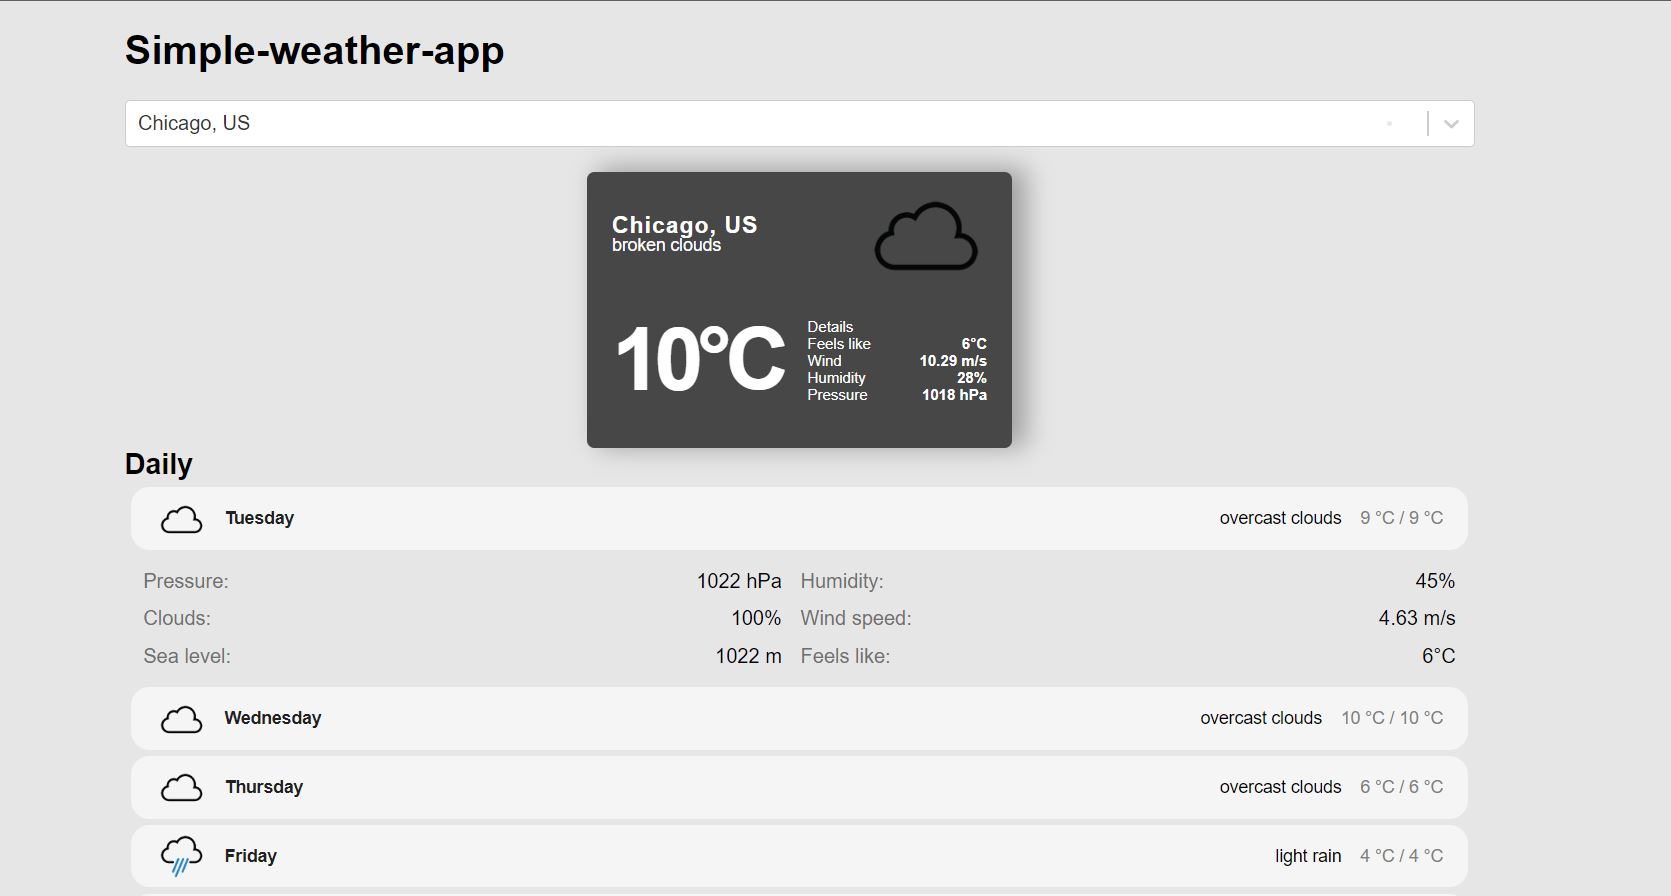 Simple-weather-app
Chicago, US
Chicago, US
broken clouds
10°C
Details
Feels like 6°C
Wind 10.29 m/s
Humidity 28%
Pressure 1018 hPa
Daily
Tuesday overcast clouds 9 °C / 9 °C
Pressure: 1022 hPa Humidity: 45%
Clouds: 100% Wind speed: 4.63 m/s
Sea level: 1022 m Feels like: 6°C
Wednesday overcast clouds 10 °C / 10 °C
Thursday overcast clouds 6 °C / 6 °C
Friday light rain 4 °C / 4 °C